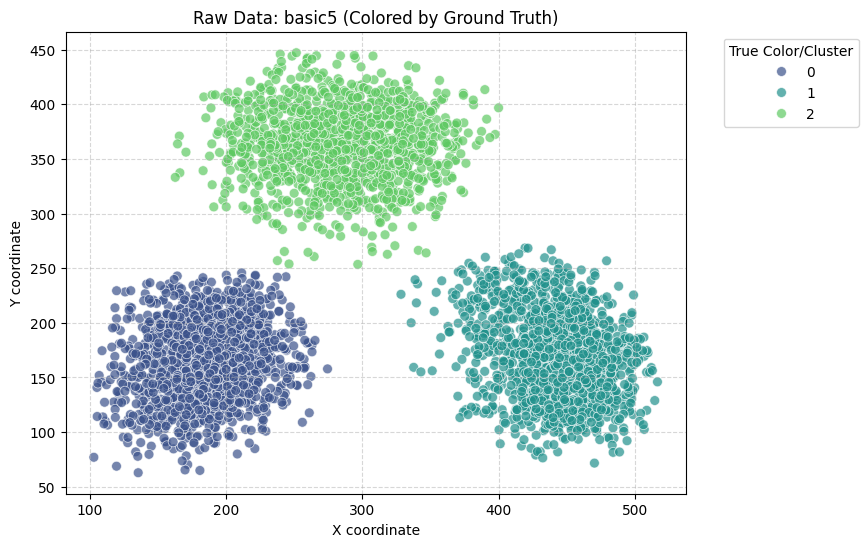 Raw Data: basic5 (Colored by Ground Truth)
True Color/Cluster
0
1
2
Y coordinate
450
400
350
300
250
200
150
100
50
100 200 300 400 500
X coordinate